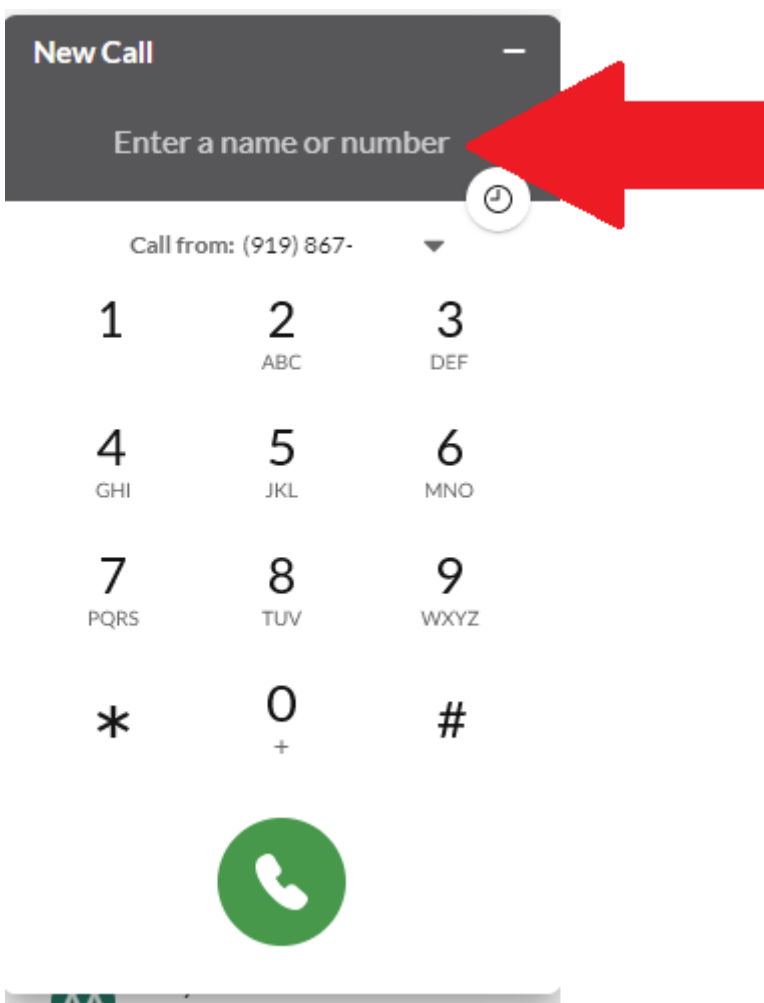 New Call
Enter a name or number
Call from: (919) 867-
1 2 3
ABC DEF
4 5 6
GHI JKL MNO
7 8 9
PQRS TUV WXYZ
* 0 #
+